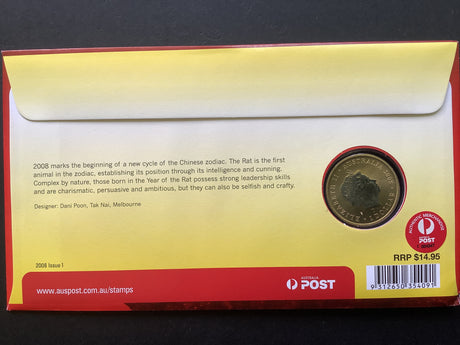 2008 marks the beginning of a new cycle of the Chinese zodiac. The Rat is the first
animal in the zodiac, establishing its position through its intelligence and cunning.
Complex by nature; those born in the Year of the Rat possess strong leadership skills
and are charismatic, persuasive and ambitious, but they can also be selfish and crafty.
Designer: Dani Poon, Tak Nai, Melbourne
ELIZABETH II AUSTRALIA
AUTHENTIC MERCHANDISE
POST
RRP $14.95
2008 Issue 1
www.auspost.com.au/stamps
AUSTRALIA
POST
9 312650 354091